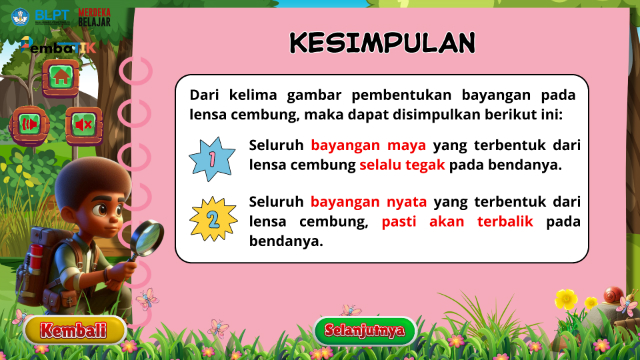 BLPT
MERDEKA
BELAJAR
PembaTIK
KESIMPULAN
Dari kelima gambar pembentukan bayangan pada
lensa cembung, maka dapat disimpulkan berikut ini:
1
Seluruh bayangan maya yang terbentuk dari
lensa cembung selalu tegak pada bendanya.
2
Seluruh bayangan nyata yang terbentuk dari
lensa cembung, pasti akan terbalik pada
bendanya.
Kembali
Selanjutnya